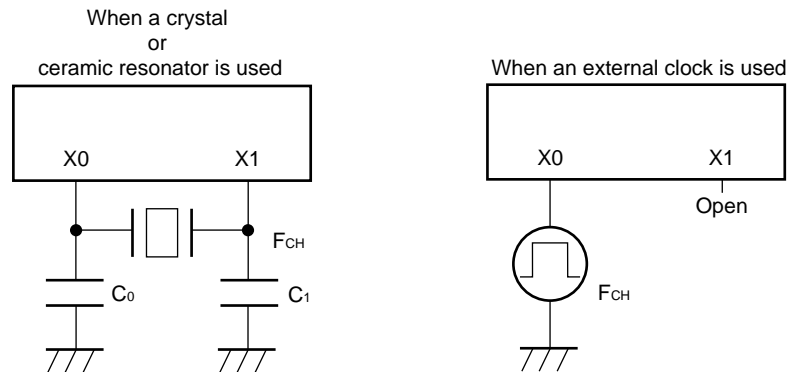 When a crystal
or
ceramic resonator is used
X0 X1
FCH
C0 C1
When an external clock is used
X0 X1
Open
FCH